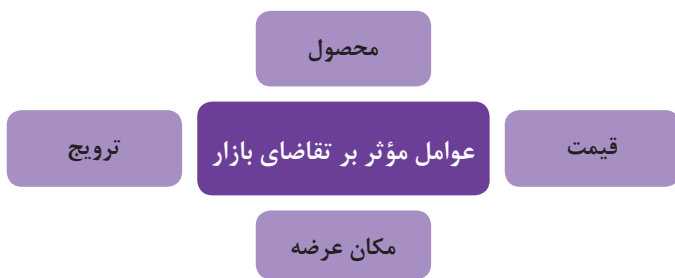 محصول
قیمت
عوامل مؤثر بر تقاضای بازار
ترویج
مکان عرضه